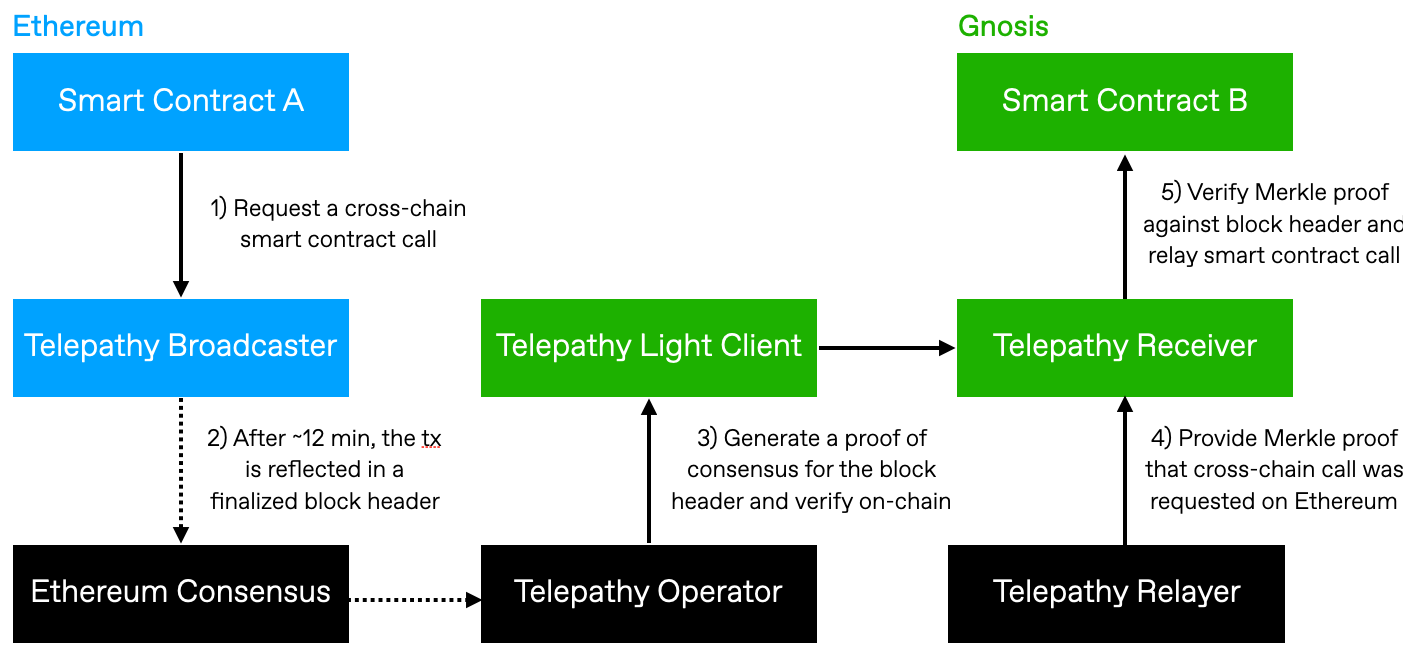 Ethereum
Gnosis
Smart Contract A
Smart Contract B
1) Request a cross-chain
smart contract call
5) Verify Merkle proof
against block header and
relay smart contract call
Telepathy Broadcaster
Telepathy Light Client
Telepathy Receiver
2) After ~12 min, the tx
is reflected in a
finalized block header
3) Generate a proof of
consensus for the block
header and verify on-chain
4) Provide Merkle proof
that cross-chain call was
requested on Ethereum
Ethereum Consensus
Telepathy Operator
Telepathy Relayer